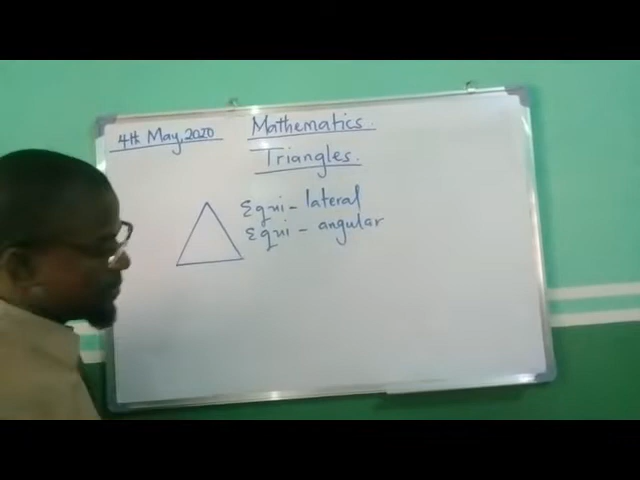 4th May, 2020
Mathematics.
Triangles.
Equi - lateral
Equi - angular